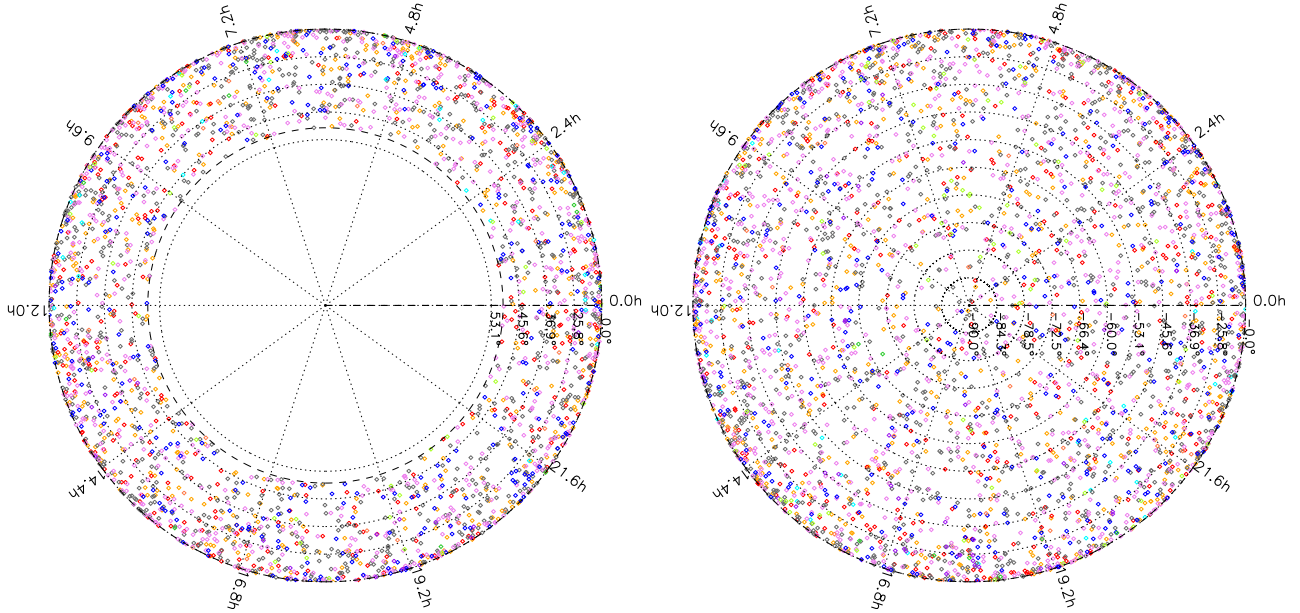 7.2h
4.8h
9.6h
2.4h
12.0h
0.0h
53.1°
45.6°
36.9°
25.8°
0.0°
14.4h
21.6h
16.8h
19.2h
7.2h
4.8h
9.6h
2.4h
12.0h
0.0h
−90.0°
−84.3°
−78.5°
−72.5°
−66.4°
−60.0°
−53.1°
−45.6°
−36.9°
−25.8°
−0.0°
14.4h
21.6h
16.8h
19.2h